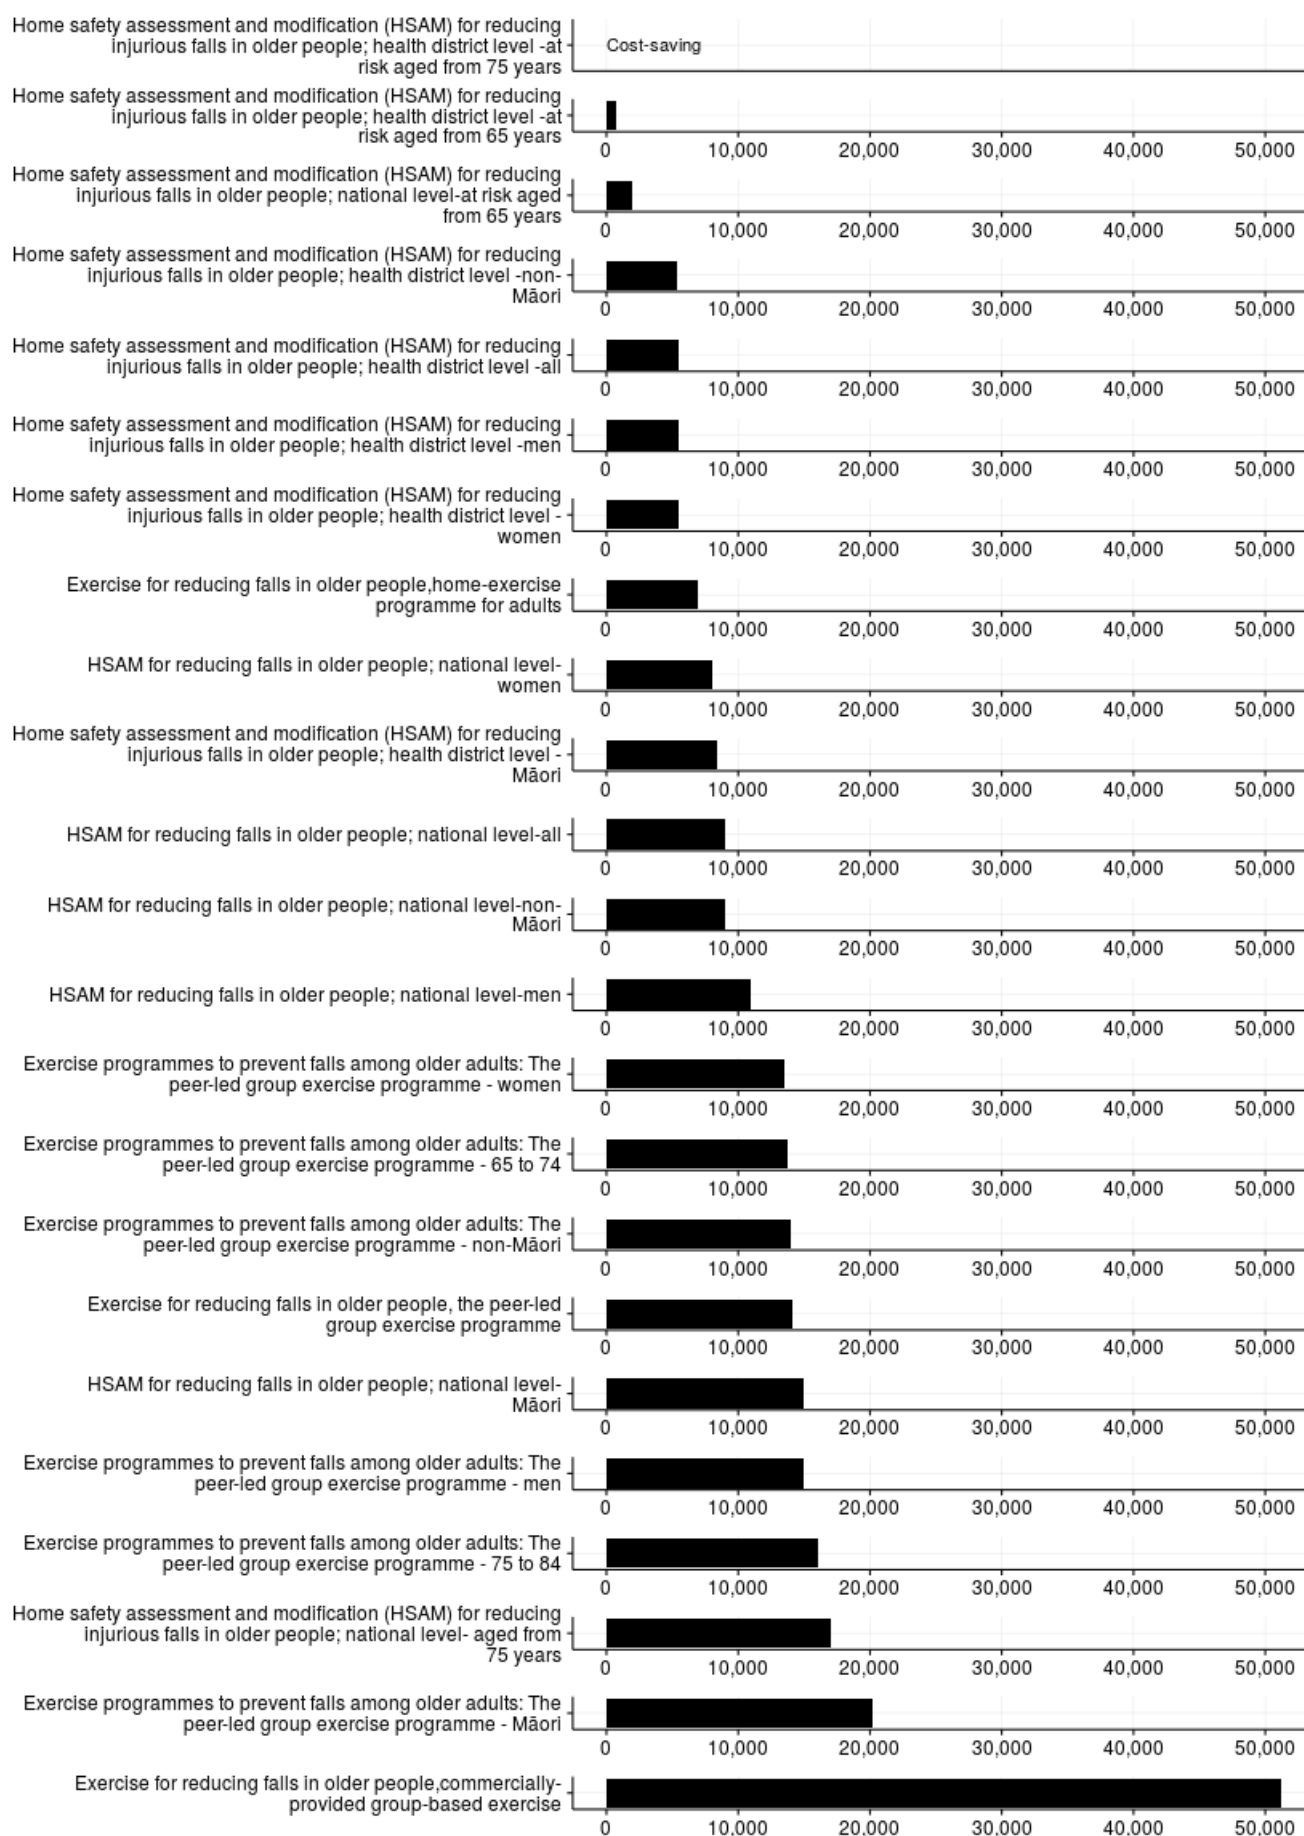 Home safety assessment and modification (HSAM) for reducing
injurious falls in older people; health district level -at
risk aged from 75 years
Cost-saving
Home safety assessment and modification (HSAM) for reducing
injurious falls in older people; health district level -at
risk aged from 65 years
0 10,000 20,000 30,000 40,000 50,000
Home safety assessment and modification (HSAM) for reducing
injurious falls in older people; national level-at risk aged
from 65 years
0 10,000 20,000 30,000 40,000 50,000
Home safety assessment and modification (HSAM) for reducing
injurious falls in older people; health district level -non-
Māori
0 10,000 20,000 30,000 40,000 50,000
Home safety assessment and modification (HSAM) for reducing
injurious falls in older people; health district level -all
0 10,000 20,000 30,000 40,000 50,000
Home safety assessment and modification (HSAM) for reducing
injurious falls in older people; health district level -men
0 10,000 20,000 30,000 40,000 50,000
Home safety assessment and modification (HSAM) for reducing
injurious falls in older people; health district level -
women
0 10,000 20,000 30,000 40,000 50,000
Exercise for reducing falls in older people,home-exercise
programme for adults
0 10,000 20,000 30,000 40,000 50,000
HSAM for reducing falls in older people; national level-
women
0 10,000 20,000 30,000 40,000 50,000
Home safety assessment and modification (HSAM) for reducing
injurious falls in older people; health district level -
Māori
0 10,000 20,000 30,000 40,000 50,000
HSAM for reducing falls in older people; national level-all
0 10,000 20,000 30,000 40,000 50,000
HSAM for reducing falls in older people; national level-non-
Māori
0 10,000 20,000 30,000 40,000 50,000
HSAM for reducing falls in older people; national level-men
0 10,000 20,000 30,000 40,000 50,000
Exercise programmes to prevent falls among older adults: The
peer-led group exercise programme - women
0 10,000 20,000 30,000 40,000 50,000
Exercise programmes to prevent falls among older adults: The
peer-led group exercise programme - 65 to 74
0 10,000 20,000 30,000 40,000 50,000
Exercise programmes to prevent falls among older adults: The
peer-led group exercise programme - non-Māori
0 10,000 20,000 30,000 40,000 50,000
Exercise for reducing falls in older people, the peer-led
group exercise programme
0 10,000 20,000 30,000 40,000 50,000
HSAM for reducing falls in older people; national level-
Māori
0 10,000 20,000 30,000 40,000 50,000
Exercise programmes to prevent falls among older adults: The
peer-led group exercise programme - men
0 10,000 20,000 30,000 40,000 50,000
Exercise programmes to prevent falls among older adults: The
peer-led group exercise programme - 75 to 84
0 10,000 20,000 30,000 40,000 50,000
Home safety assessment and modification (HSAM) for reducing
injurious falls in older people; national level- aged from
75 years
0 10,000 20,000 30,000 40,000 50,000
Exercise programmes to prevent falls among older adults: The
peer-led group exercise programme - Māori
0 10,000 20,000 30,000 40,000 50,000
Exercise for reducing falls in older people,commercially-
provided group-based exercise
0 10,000 20,000 30,000 40,000 50,000